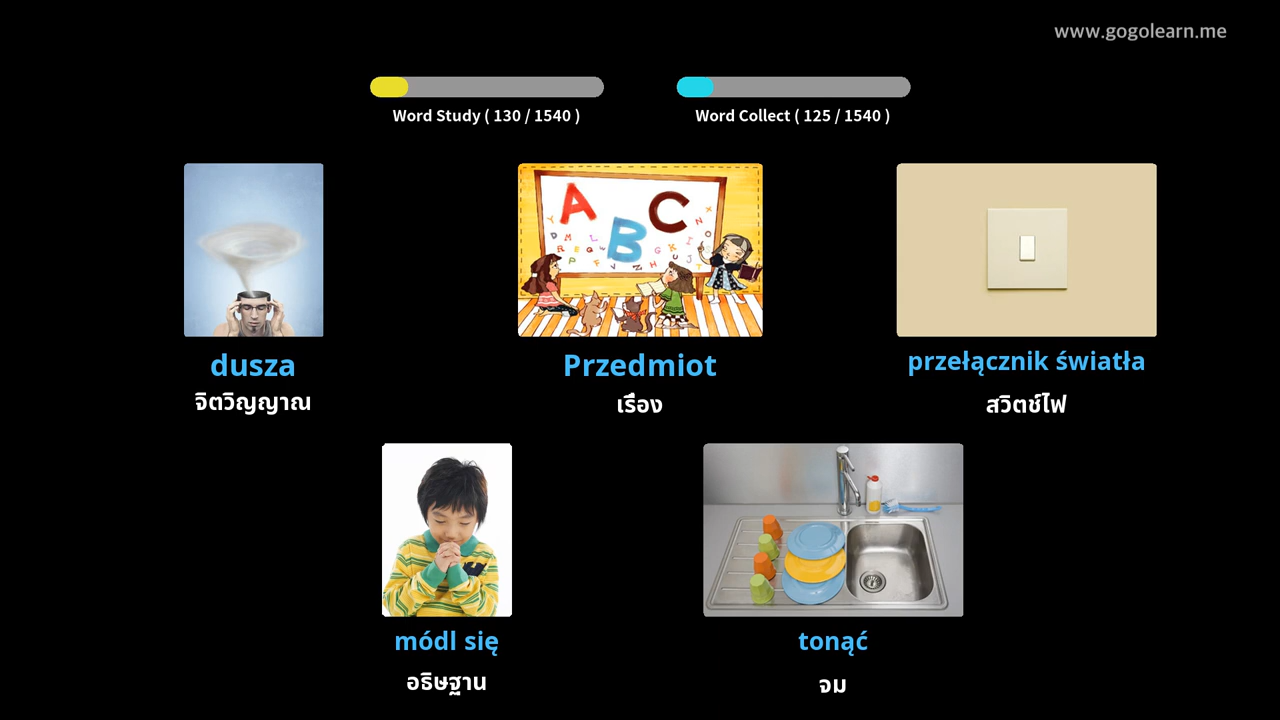 www.gogolearn.me
Word Study ( 130 / 1540 )
Word Collect ( 125 / 1540 )
A B C
dusza
จิตวิญญาณ
Przedmiot
เรื่อง
przełącznik światła
สวิตช์ไฟ
módl się
อธิษฐาน
tonąć
จม